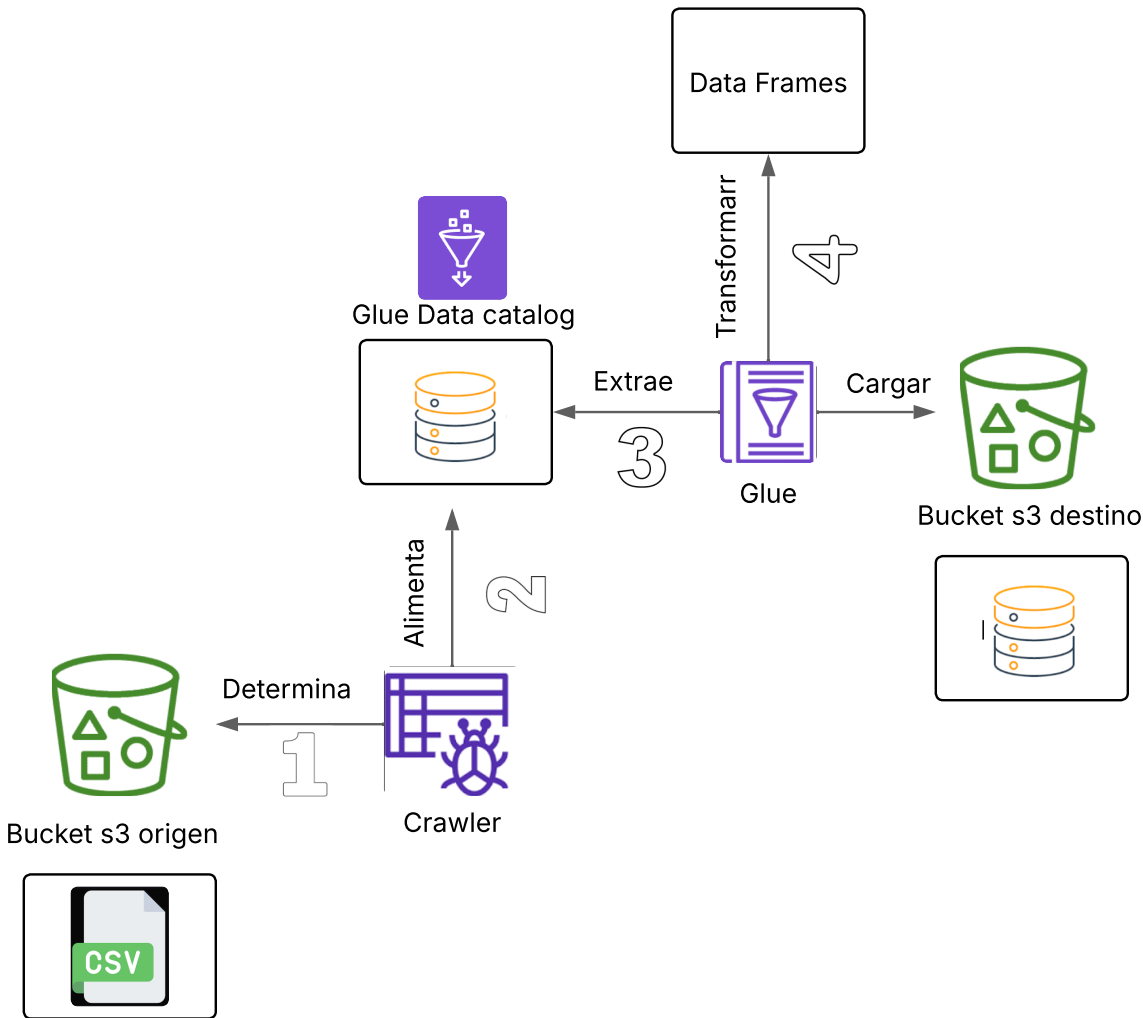 Data Frames
Transformarr
4
Glue Data catalog
Extrae
3
Cargar
Glue
Bucket s3 destino
Alimenta
2
Determina
1
Crawler
Bucket s3 origen
CSV